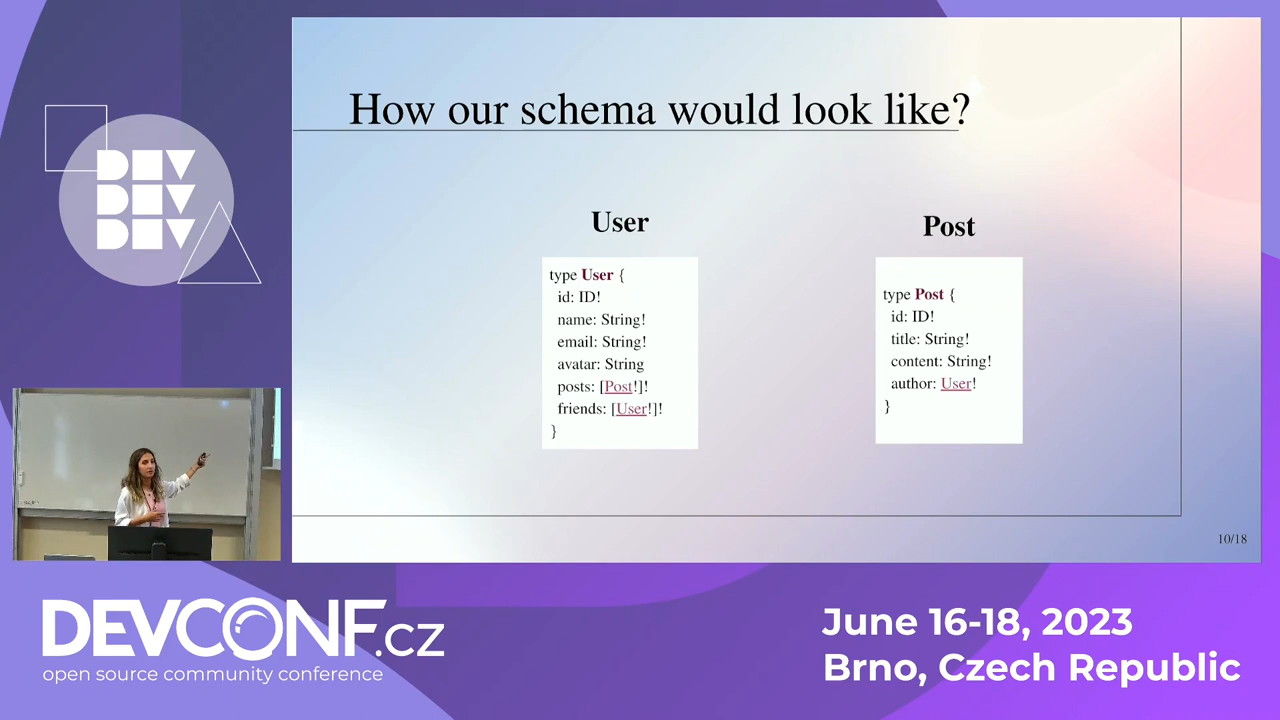 DEV
DEV
DEV
How our schema would look like?
User
type User {
id: ID!
name: String!
email: String!
avatar: String
posts: [Post!]!
friends: [User!]!
}
Post
type Post {
id: ID!
title: String!
content: String!
author: User!
}
10/18
DEVCONF.cz
open source community conference
June 16-18, 2023
Brno, Czech Republic